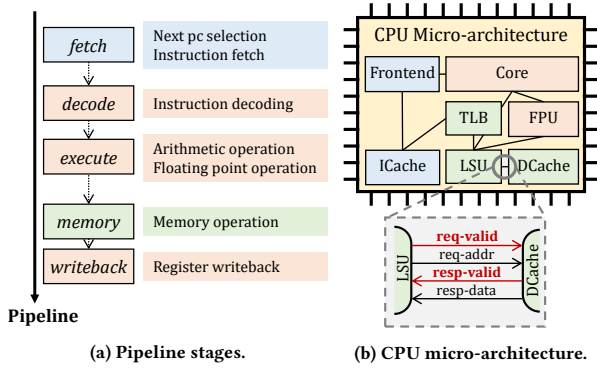 fetch
Next pc selection
Instruction fetch
decode
Instruction decoding
execute
Arithmetic operation
Floating point operation
memory
Memory operation
writeback
Register writeback
Pipeline
(a) Pipeline stages.
CPU Micro-architecture
Frontend
Core
TLB
FPU
ICache
LSU
DCache
LSU
req-valid
req-addr
resp-valid
resp-data
DCache
(b) CPU micro-architecture.